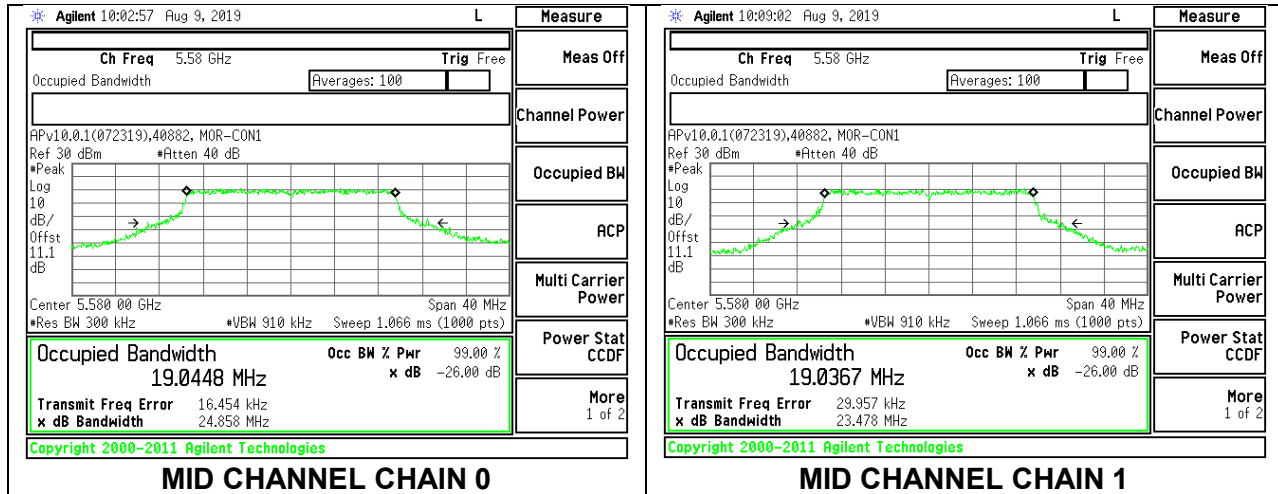 Agilent 10:02:57 Aug 9, 2019 L Measure
Ch Freq 5.58 GHz Trig Free
Occupied Bandwidth Averages: 100
APv10.0.1(072319),40882, MOR-CON1
Ref 30 dBm #Atten 40 dB
#Peak
Log
10
dB/
Offst
11.1
dB
Center 5.580 00 GHz Span 40 MHz
#Res BW 300 kHz #VBW 910 kHz Sweep 1.066 ms (1000 pts)
Occupied Bandwidth Occ BW % Pwr 99.00 %
19.0448 MHz x dB -26.00 dB
Transmit Freq Error 16.454 kHz
x dB Bandwidth 24.858 MHz
Copyright 2000-2011 Agilent Technologies
Meas Off
Channel Power
Occupied BW
ACP
Multi Carrier
Power
Power Stat
CCDF
More
1 of 2
MID CHANNEL CHAIN 0
Agilent 10:09:02 Aug 9, 2019 L Measure
Ch Freq 5.58 GHz Trig Free
Occupied Bandwidth Averages: 100
APv10.0.1(072319),40882, MOR-CON1
Ref 30 dBm #Atten 40 dB
#Peak
Log
10
dB/
Offst
11.1
dB
Center 5.580 00 GHz Span 40 MHz
#Res BW 300 kHz #VBW 910 kHz Sweep 1.066 ms (1000 pts)
Occupied Bandwidth Occ BW % Pwr 99.00 %
19.0367 MHz x dB -26.00 dB
Transmit Freq Error 29.957 kHz
x dB Bandwidth 23.478 MHz
Copyright 2000-2011 Agilent Technologies
Meas Off
Channel Power
Occupied BW
ACP
Multi Carrier
Power
Power Stat
CCDF
More
1 of 2
MID CHANNEL CHAIN 1